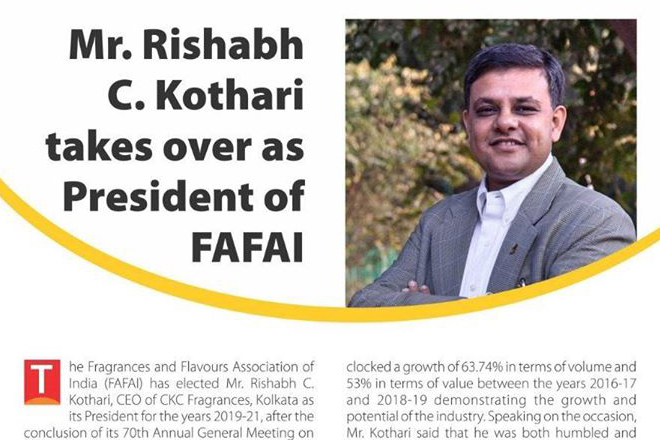 Mr. Rishabh
C. Kothari
takes over as
President of
FAFAI
The Fragrances and Flavours Association of
India (FAFAI) has elected Mr. Rishabh C.
Kothari, CEO of CKC Fragrances, Kolkata as
its President for the years 2019-21, after the
conclusion of its 70th Annual General Meeting on
clocked a growth of 63.74% in terms of volume and
53% in terms of value between the years 2016-17
and 2018-19 demonstrating the growth and
potential of the industry. Speaking on the occasion,
Mr. Kothari said that he was both humbled and